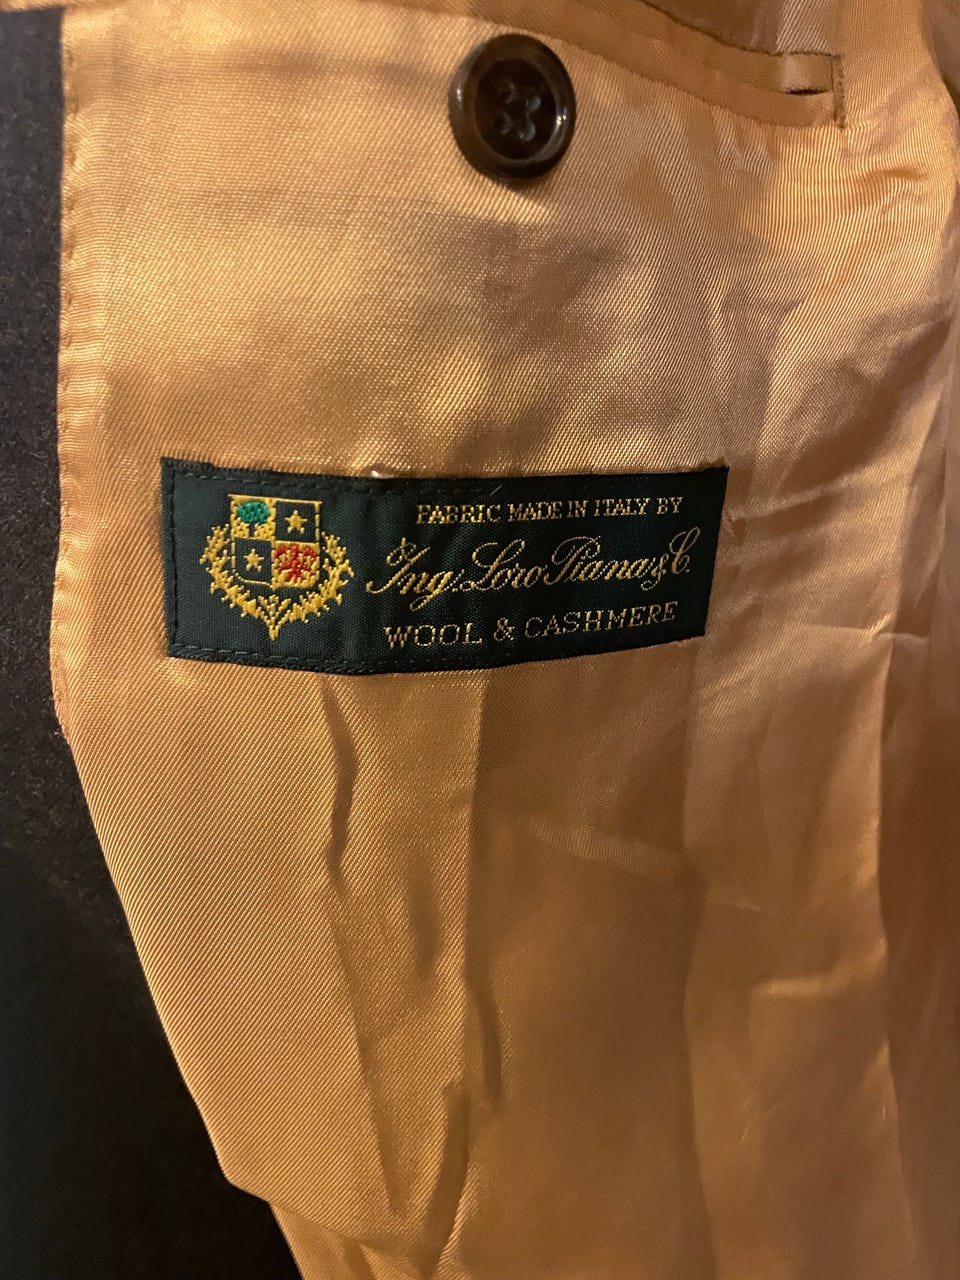 FABRIC MADE IN ITALY BY
Ing. Loro Piana & C.
WOOL & CASHMERE